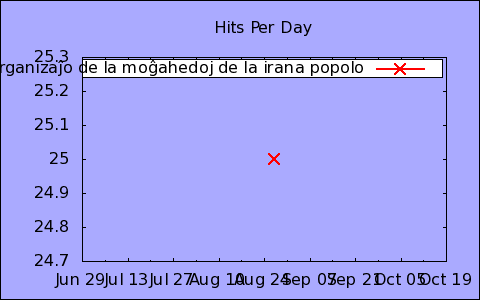 Hits Per Day
25.3
rganizaĵo de la moĝahedoj de la irana popolo
25.2
25.1
25
24.9
24.8
24.7
Jun 29 Jul 13 Jul 27 Aug 10 Aug 24 Sep 07 Sep 21 Oct 05 Oct 19